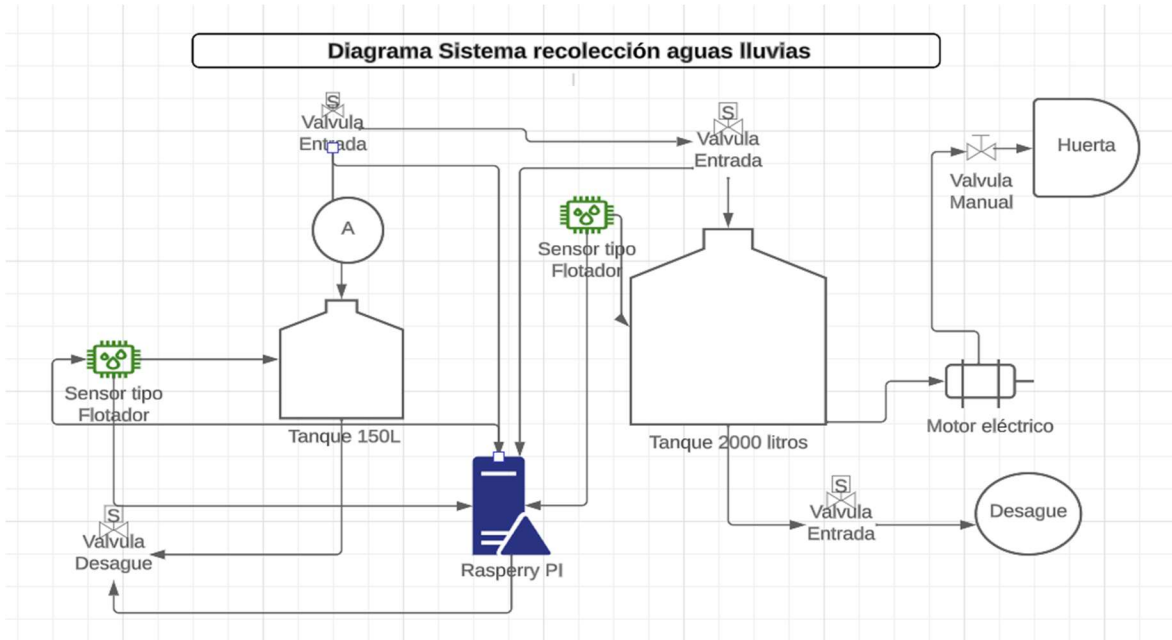 Diagrama Sistema recolección aguas lluvias
S
Valvula
Entrada
S
Valvula
Entrada
Huerta
Valvula
Manual
A
Sensor tipo
Flotador
Sensor tipo
Flotador
Tanque 150L
Tanque 2000 litros
Motor eléctrico
S
Valvula
Entrada
Desague
S
Valvula
Desague
Rasperry PI